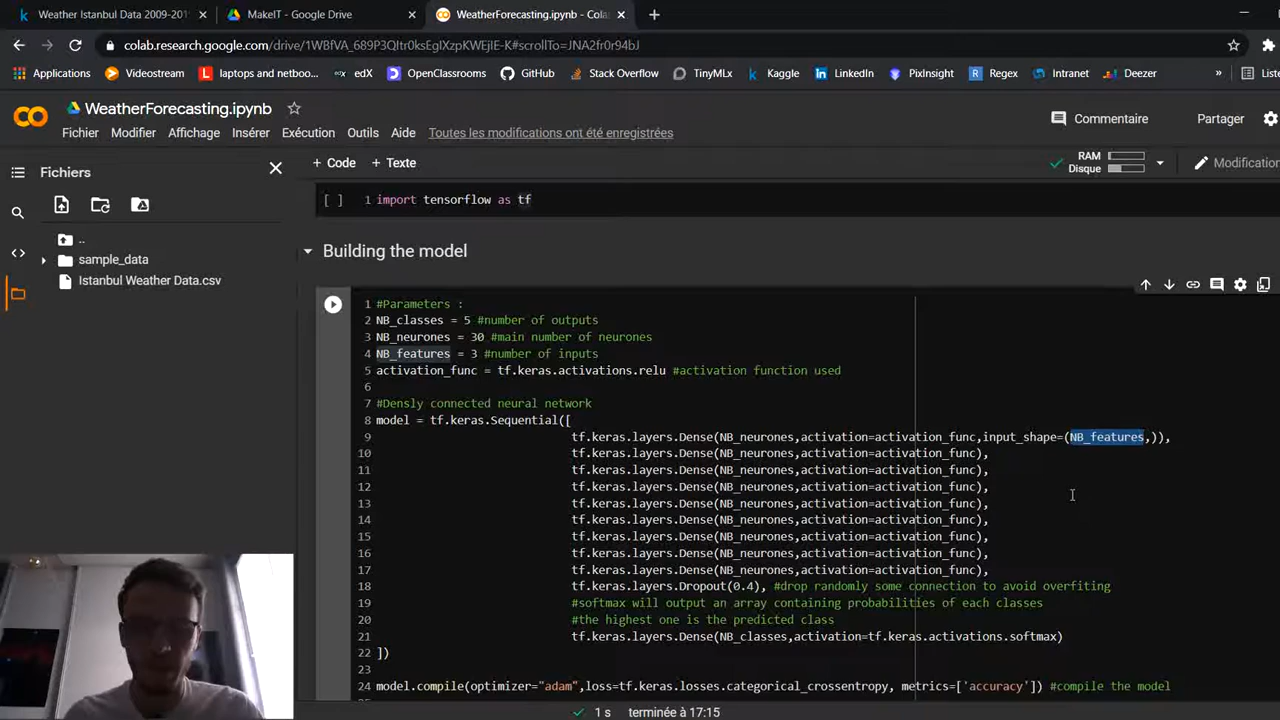 Weather Istanbul Data 2009-201
MakeIT - Google Drive
WeatherForecasting.ipynb - Cola
colab.research.google.com/drive/1WBfVA_689P3QItr0ksEgIXzpKWEjIE-K#scrollTo=JNA2fr0r94bJ
Applications
Videostream
laptops and netboo...
edX
OpenClassrooms
GitHub
Stack Overflow
TinyMLx
Kaggle
LinkedIn
PixInsight
Regex
Intranet
Deezer
»
Liste
WeatherForecasting.ipynb
Fichier Modifier Affichage Insérer Exécution Outils Aide Toutes les modifications ont été enregistrées
Commentaire
Partager
Fichiers
+ Code + Texte
RAM
Disque
Modification
..
sample_data
Istanbul Weather Data.csv
[ ] 1 import tensorflow as tf
Building the model
1 #Parameters :
2 NB_classes = 5 #number of outputs
3 NB_neurones = 30 #main number of neurones
4 NB_features = 3 #number of inputs
5 activation_func = tf.keras.activations.relu #activation function used
6
7 #Densly connected neural network
8 model = tf.keras.Sequential([
9 tf.keras.layers.Dense(NB_neurones,activation=activation_func,input_shape=(NB_features,)),
10 tf.keras.layers.Dense(NB_neurones,activation=activation_func),
11 tf.keras.layers.Dense(NB_neurones,activation=activation_func),
12 tf.keras.layers.Dense(NB_neurones,activation=activation_func),
13 tf.keras.layers.Dense(NB_neurones,activation=activation_func),
14 tf.keras.layers.Dense(NB_neurones,activation=activation_func),
15 tf.keras.layers.Dense(NB_neurones,activation=activation_func),
16 tf.keras.layers.Dense(NB_neurones,activation=activation_func),
17 tf.keras.layers.Dense(NB_neurones,activation=activation_func),
18 tf.keras.layers.Dropout(0.4), #drop randomly some connection to avoid overfiting
19 #softmax will output an array containing probabilities of each classes
20 #the highest one is the predicted class
21 tf.keras.layers.Dense(NB_classes,activation=tf.keras.activations.softmax)
22 ])
23
24 model.compile(optimizer="adam",loss=tf.keras.losses.categorical_crossentropy, metrics=['accuracy']) #compile the model
1 s terminée à 17:15